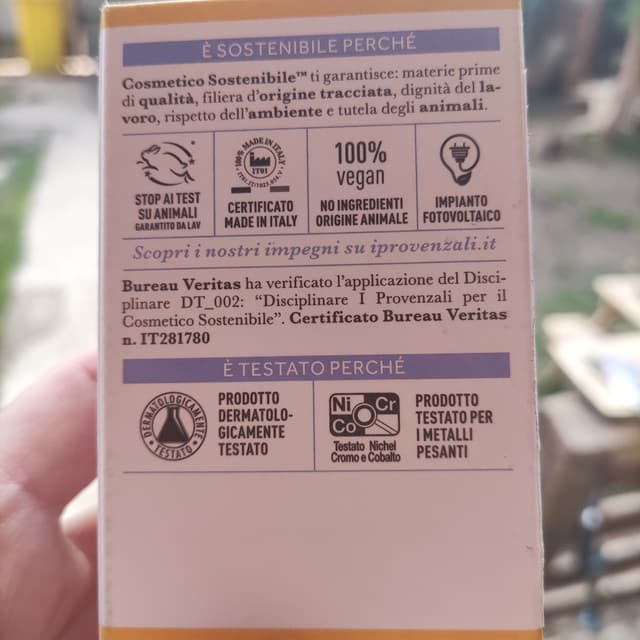 È SOSTENIBILE PERCHÉ
Cosmetico Sostenibile™ ti garantisce: materie prime
di qualità, filiera d'origine tracciata, dignità del la-
voro, rispetto dell'ambiente e tutela degli animali.
STOP AI TEST
SU ANIMALI
GARANTITO DA LAV
100% MADE IN ITALY
IT01
CERTIFICATO
MADE IN ITALY
100%
vegan
NO INGREDIENTI
ORIGINE ANIMALE
IMPIANTO
FOTOVOLTAICO
Scopri i nostri impegni su iprovenzali.it
Bureau Veritas ha verificato l'applicazione del Disci-
plinare DT_002: “Disciplinare I Provenzali per il
Cosmetico Sostenibile”. Certificato Bureau Veritas
n. IT281780
È TESTATO PERCHÉ
DERMATOLOGICAMENTE
TESTATO
PRODOTTO
DERMATOLO-
GICAMENTE
TESTATO
Ni Cr
Co
Testato Nichel
Cromo e Cobalto
PRODOTTO
TESTATO PER
I METALLI
PESANTI